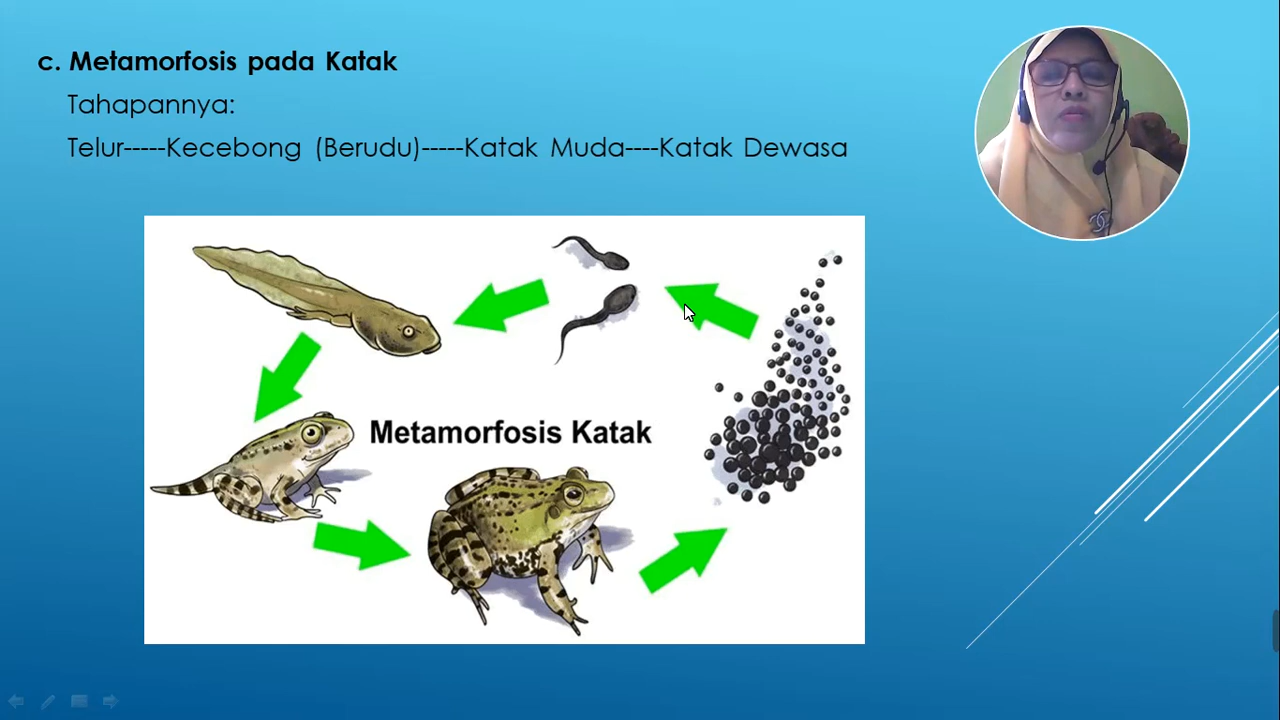 c. Metamorfosis pada Katak
Tahapannya:
Telur-----Kecebong (Berudu)-----Katak Muda----Katak Dewasa
Metamorfosis Katak